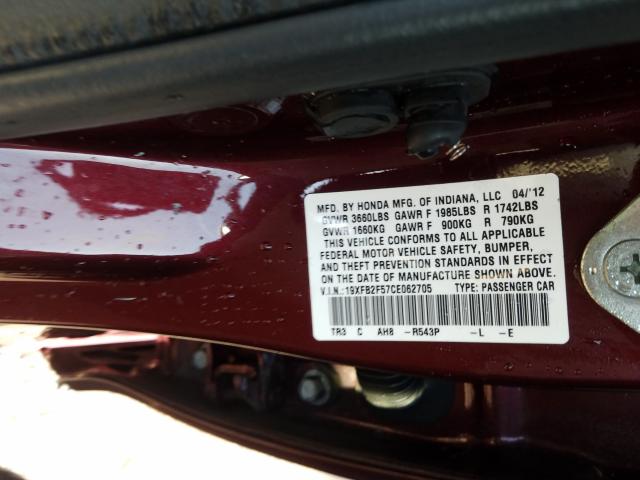 MFD. BY HONDA MFG. OF INDIANA, LLC 04/'12
GVWR 3660LBS GAWR F 1985LBS R 1742LBS
GVWR 1660KG GAWR F 900KG R 790KG
THIS VEHICLE CONFORMS TO ALL APPLICABLE
FEDERAL MOTOR VEHICLE SAFETY, BUMPER,
AND THEFT PREVENTION STANDARDS IN EFFECT
ON THE DATE OF MANUFACTURE SHOWN ABOVE.
V.I.N.:19XFB2F57CE062705 TYPE: PASSENGER CAR
TR3 C AH8 -R543P -L -E